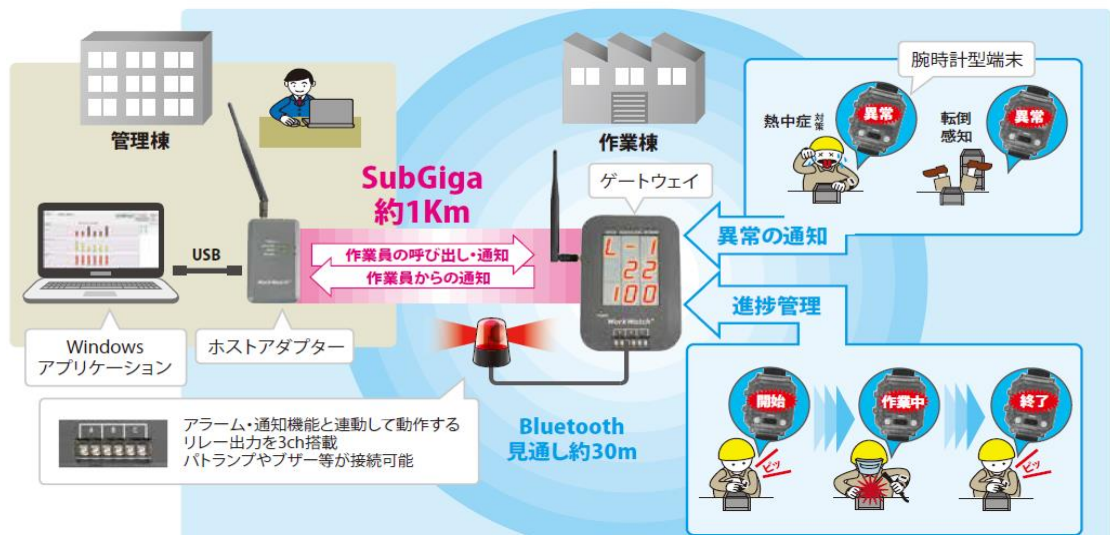 管理棟
作業棟
腕時計型端末
熱中症対策
異常
転倒
感知
異常
SubGiga
約1Km
ゲートウェイ
異常の通知
USB
作業員の呼び出し・通知
作業員からの通知
L-1
22
100
WorkWatch
進捗管理
Windows
アプリケーション
ホストアダプター
WorkWatch
アラーム・通知機能と連動して動作する
リレー出力を3ch搭載
パトランプやブザー等が接続可能
A B C
Bluetooth
見通し約30m
開始
作業中
終了
ピッ
ピッ